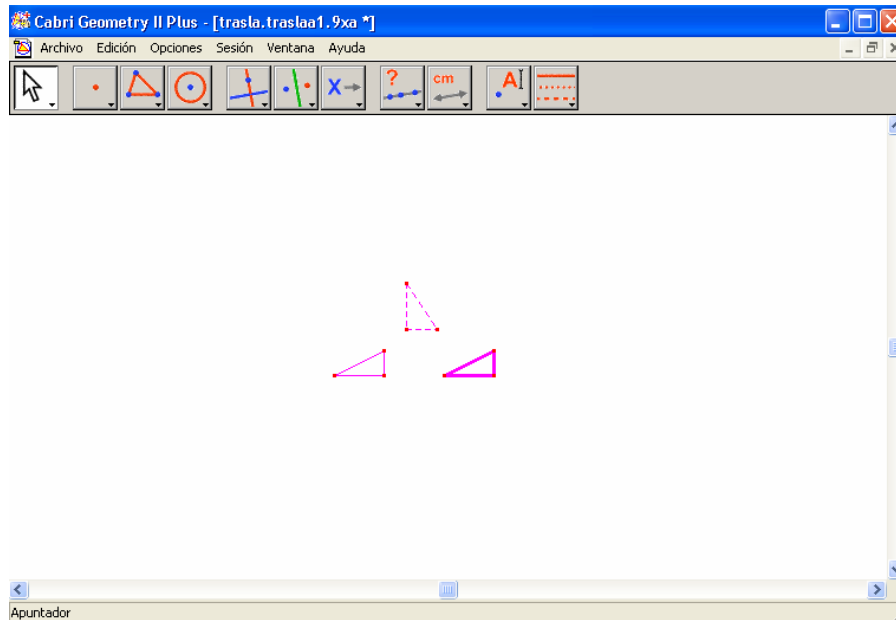 Cabri Geometry II Plus - [trasla.traslaa1.9xa *]
Archivo Edición Opciones Sesión Ventana Ayuda
? cm A
X
Apuntador